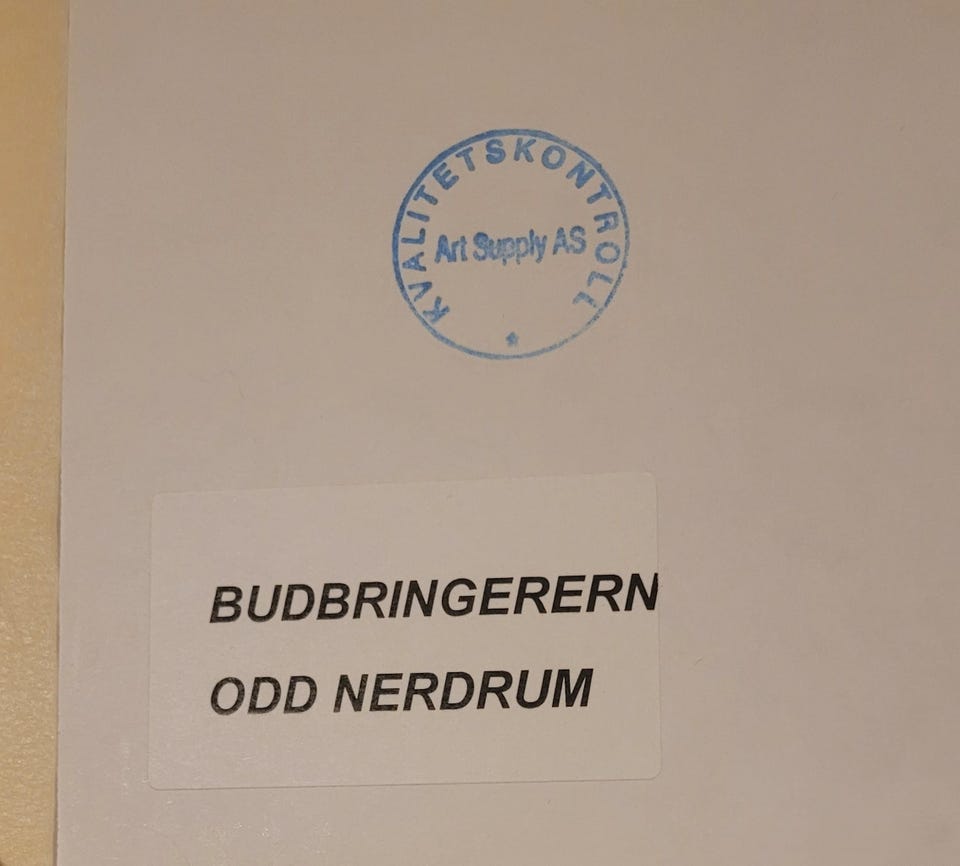 KVALITETSKONTROLL
Art Supply AS
BUDBRINGERERN
ODD NERDRUM